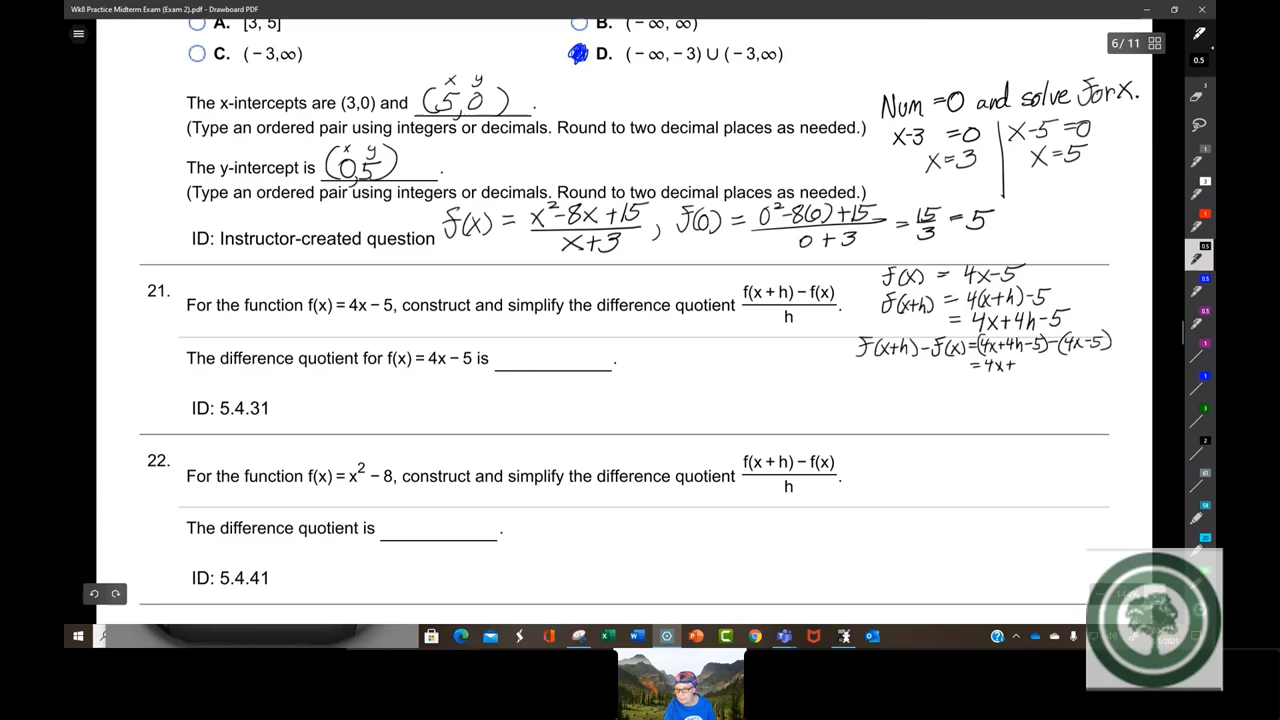 Wk8 Practice Midterm Exam (Exam 2).pdf - Drawboard PDF
A. [3, 5]
B. (−∞, ∞)
6 / 11
C. (−3,∞)
D. (−∞, −3) ∪ (−3,∞)
x y
The x-intercepts are (3,0) and (5,0).
(Type an ordered pair using integers or decimals. Round to two decimal places as needed.)
x y
The y-intercept is (0,5).
(Type an ordered pair using integers or decimals. Round to two decimal places as needed.)
Num =0 and solve for x.
x-3 =0 | x-5=0
x=3 | x=5
f(x) = x²-8x+15 / x+3 , f(0) = 0²-8(0)+15 / 0+3 = 15/3 = 5
ID: Instructor-created question
21.
For the function f(x) = 4x − 5, construct and simplify the difference quotient f(x + h) − f(x) / h .
The difference quotient for f(x) = 4x − 5 is ________ .
f(x) = 4x-5
f(x+h) = 4(x+h)-5
= 4x+4h-5
f(x+h)-f(x)=(4x+4h-5)-(4x-5)
=4x+
ID: 5.4.31
22.
For the function f(x) = x² − 8, construct and simplify the difference quotient f(x + h) − f(x) / h .
The difference quotient is ________ .
ID: 5.4.41